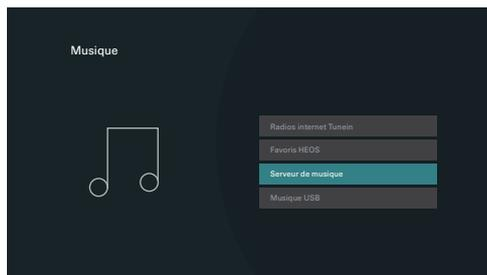 Musique
Radios internet Tunein
Favoris HEOS
Serveur de musique
Musique USB